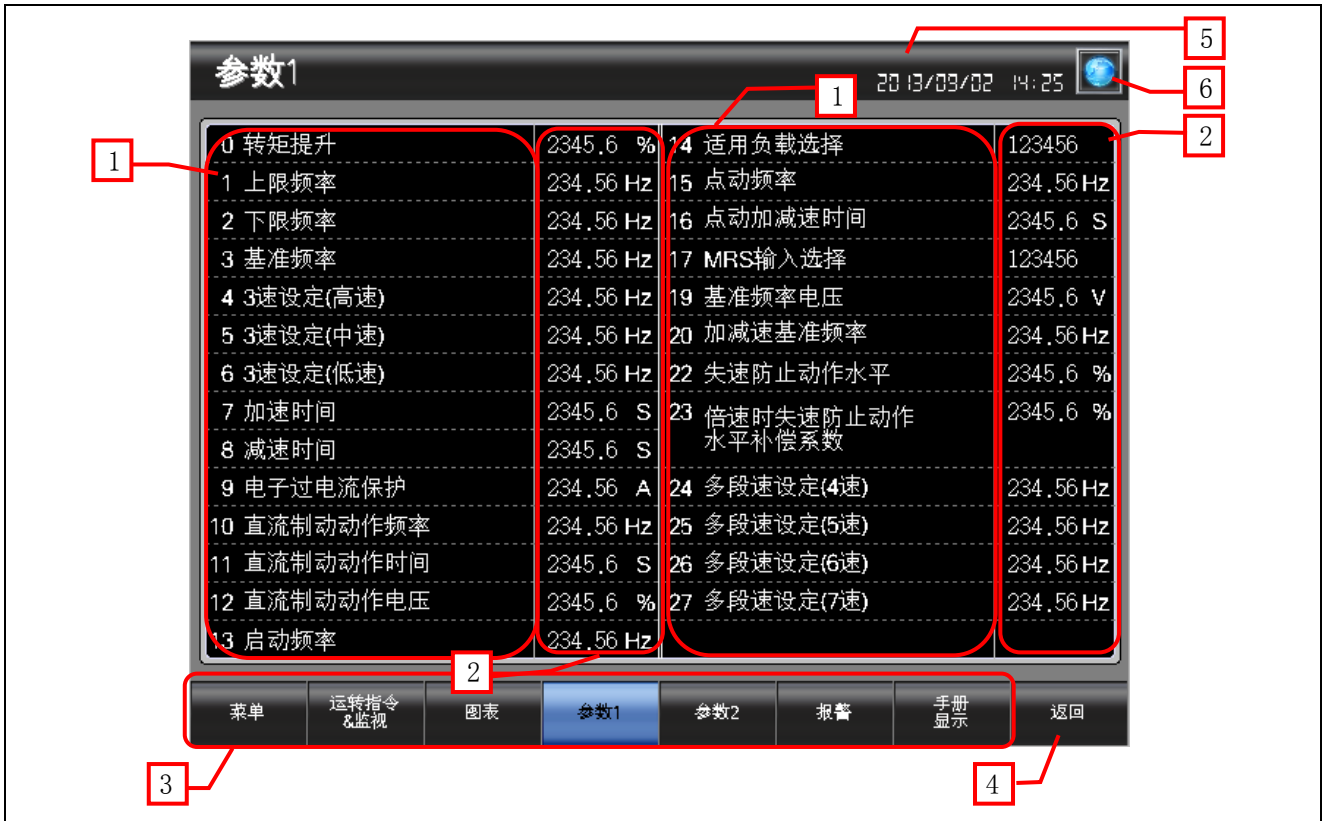 参数1
2013/09/02 14:25
5
6
1
1
2
0 转矩提升 2345.6 % 14 适用负载选择 123456
1 上限频率 234.56 Hz 15 点动频率 234.56 Hz
2 下限频率 234.56 Hz 16 点动加减速时间 2345.6 S
3 基准频率 234.56 Hz 17 MRS输入选择 123456
4 3速设定(高速) 234.56 Hz 19 基准频率电压 2345.6 V
5 3速设定(中速) 234.56 Hz 20 加减速基准频率 234.56 Hz
6 3速设定(低速) 234.56 Hz 22 失速防止动作水平 2345.6 %
7 加速时间 2345.6 S 23 倍速时失速防止动作 2345.6 %
8 减速时间 2345.6 S 水平补偿系数
9 电子过电流保护 234.56 A 24 多段速设定(4速) 234.56 Hz
10 直流制动动作频率 234.56 Hz 25 多段速设定(5速) 234.56 Hz
11 直流制动动作时间 2345.6 S 26 多段速设定(6速) 234.56 Hz
12 直流制动动作电压 2345.6 % 27 多段速设定(7速) 234.56 Hz
13 启动频率 234.56 Hz
2
菜单 运转指令 图表 参数1 参数2 报警 手册 返回
&监视 显示
3
4